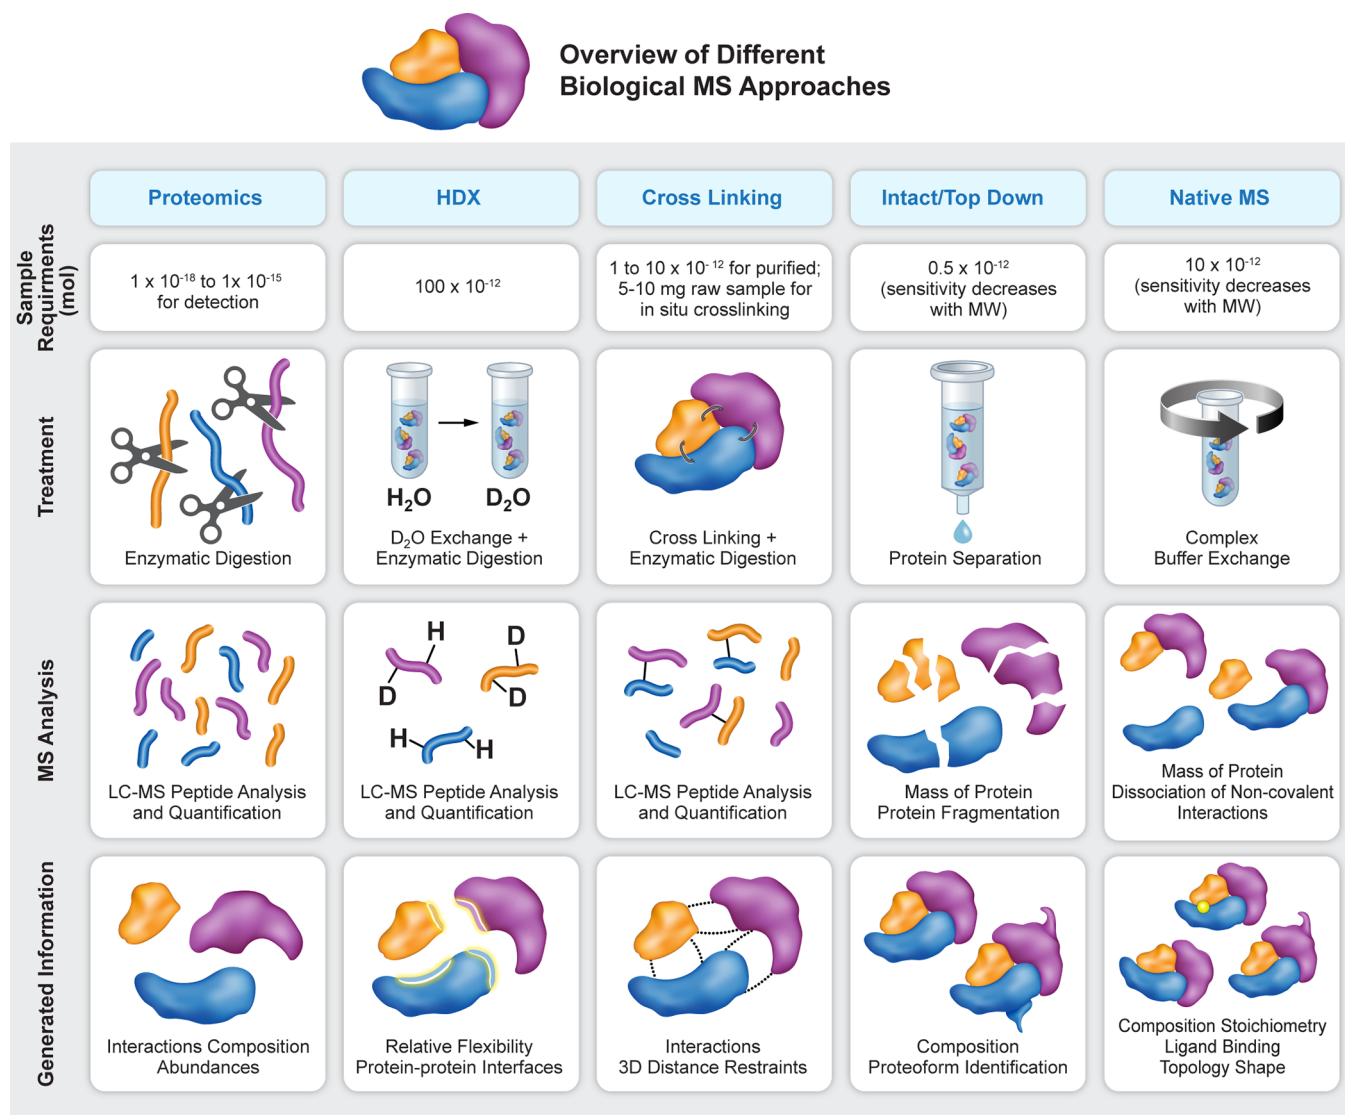 Overview of Different
Biological MS Approaches
Proteomics
HDX
Cross Linking
Intact/Top Down
Native MS
Sample
Requirments
(mol)
1 x 10⁻¹⁸ to 1x 10⁻¹⁵
for detection
100 x 10⁻¹²
1 to 10 x 10⁻ ¹² for purified;
5-10 mg raw sample for
in situ crosslinking
0.5 x 10⁻¹²
(sensitivity decreases
with MW)
10 x 10⁻¹²
(sensitivity decreases
with MW)
Treatment
Enzymatic Digestion
H₂O
D₂O
D₂O Exchange +
Enzymatic Digestion
Cross Linking +
Enzymatic Digestion
Protein Separation
Complex
Buffer Exchange
MS Analysis
LC-MS Peptide Analysis
and Quantification
H
D
D
D
H
H
LC-MS Peptide Analysis
and Quantification
LC-MS Peptide Analysis
and Quantification
Mass of Protein
Protein Fragmentation
Mass of Protein
Dissociation of Non-covalent
Interactions
Generated Information
Interactions Composition
Abundances
Relative Flexibility
Protein-protein Interfaces
Interactions
3D Distance Restraints
Composition
Proteoform Identification
Composition Stoichiometry
Ligand Binding
Topology Shape